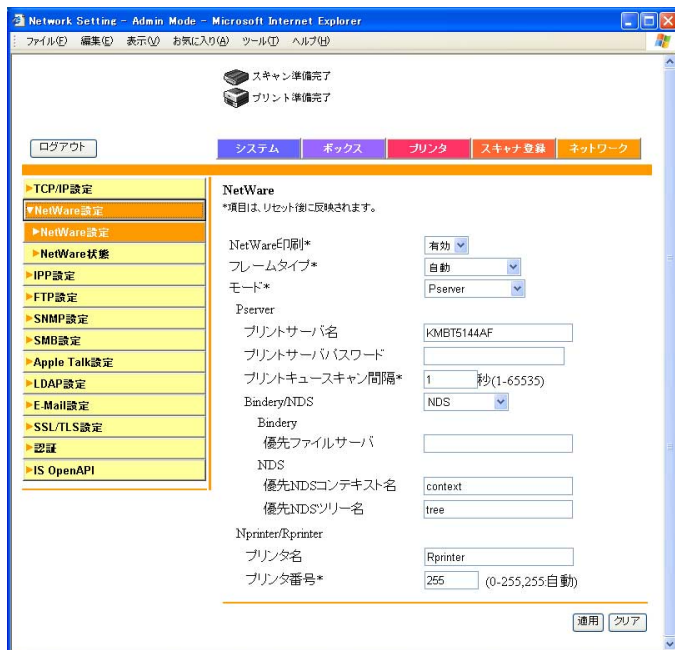 Network Setting - Admin Mode - Microsoft Internet Explorer
ファイル(F) 編集(E) 表示(V) お気に入り(A) ツール(T) ヘルプ(H)
スキャン準備完了
プリント準備完了
ログアウト
システム ボックス プリンタ スキャナ登録 ネットワーク
▶TCP/IP設定
▼NetWare設定
▶NetWare設定
▶NetWare状態
▶IPP設定
▶FTP設定
▶SNMP設定
▶SMB設定
▶Apple Talk設定
▶LDAP設定
▶E-Mail設定
▶SSL/TLS設定
▶認証
▶IS OpenAPI
NetWare
*項目は、リセット後に反映されます。
NetWare印刷* 有効
フレームタイプ* 自動
モード* Pserver
Pserver
プリントサーバ名 KMBT5144AF
プリントサーバパスワード
プリントキュースキャン間隔* 1 秒(1-65535)
Bindery/NDS NDS
Bindery
優先ファイルサーバ
NDS
優先NDSコンテキスト名 context
優先NDSツリー名 tree
Nprinter/Rprinter
プリンタ名 Rprinter
プリンタ番号* 255 (0-255,255:自動)
適用 クリア